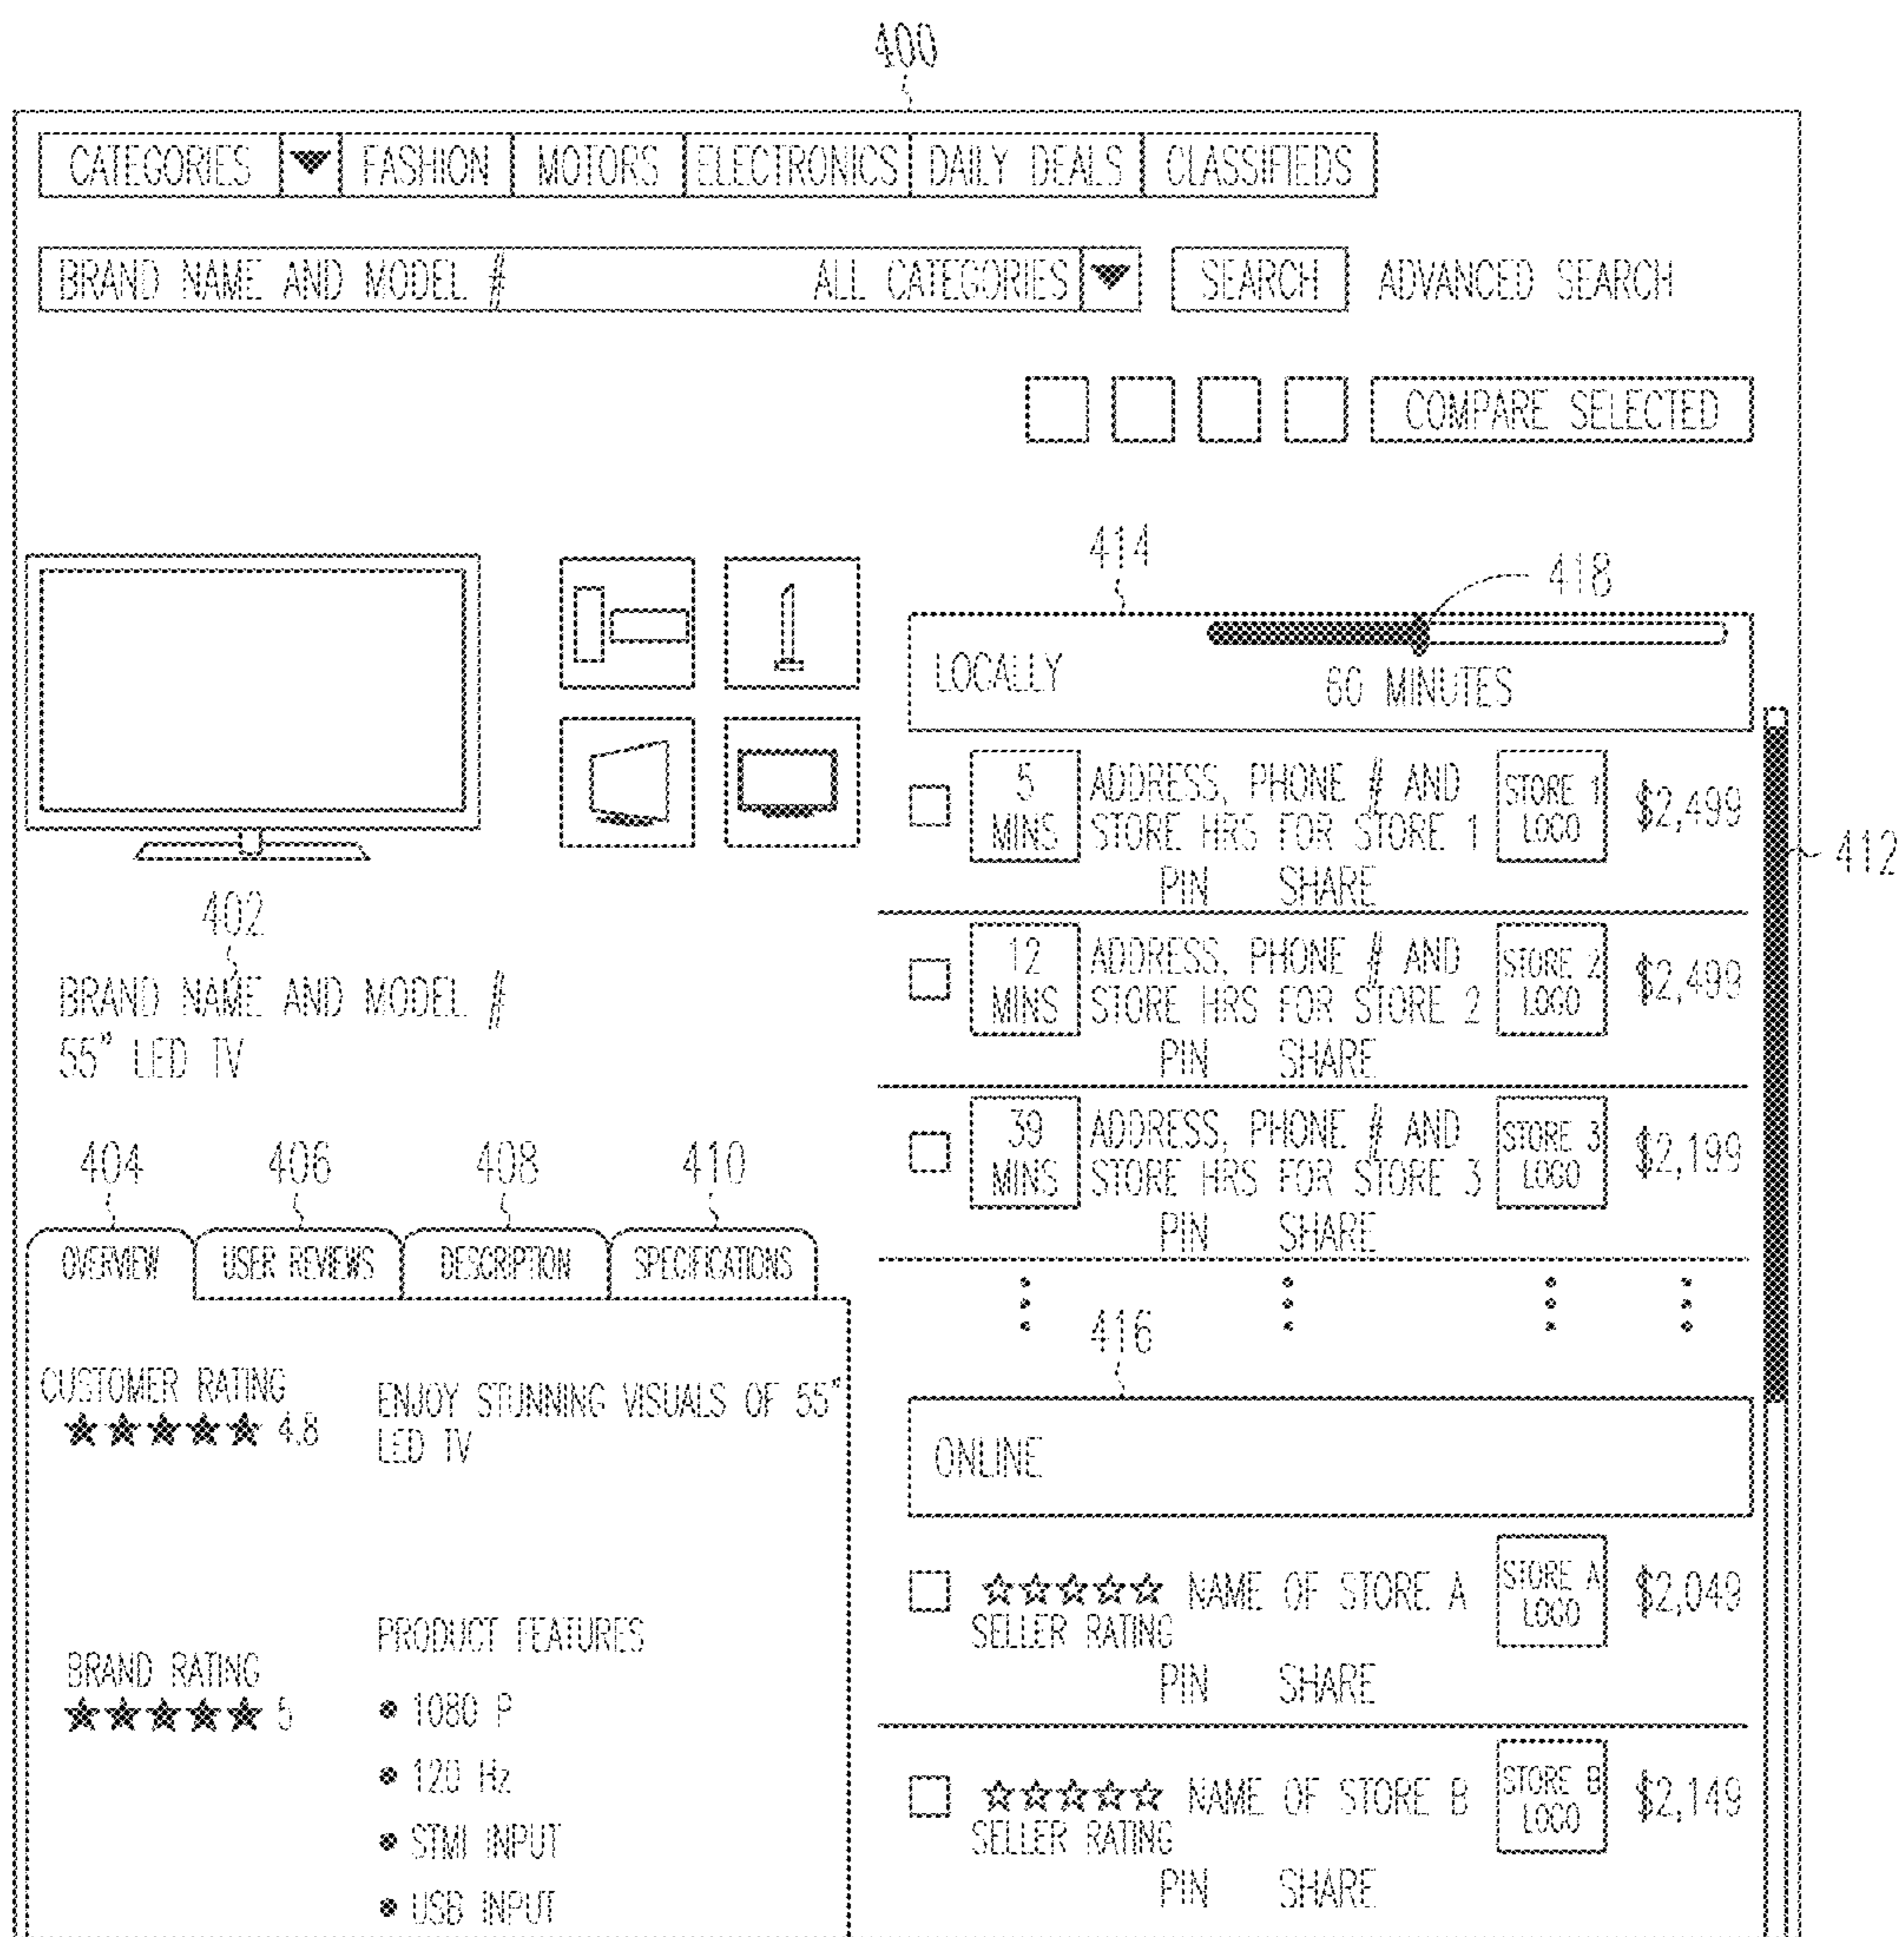 400
CATEGORIES FASHION MOTORS ELECTRONICS DAILY DEALS CLASSIFIEDS
BRAND NAME AND MODEL # ALL CATEGORIES SEARCH ADVANCED SEARCH
COMPARE SELECTED
402
BRAND NAME AND MODEL #
55" LED TV
404 406 408 410
OVERVIEW USER REVIEWS DESCRIPTION SPECIFICATIONS
CUSTOMER RATING
★★★★★ 4.8
ENJOY STUNNING VISUALS OF 55"
LED TV
BRAND RATING
★★★★★ 5
PRODUCT FEATURES
• 1080 P
• 120 Hz
• STMI INPUT
• USB INPUT
414
418
LOCALLY
60 MINUTES
412
5
MINS
ADDRESS, PHONE # AND
STORE HRS FOR STORE 1
STORE 1
LOGO
$2,499
PIN SHARE
12
MINS
ADDRESS, PHONE # AND
STORE HRS FOR STORE 2
STORE 2
LOGO
$2,499
PIN SHARE
39
MINS
ADDRESS, PHONE # AND
STORE HRS FOR STORE 3
STORE 3
LOGO
$2,199
PIN SHARE
416
ONLINE
☆☆☆☆☆ NAME OF STORE A
SELLER RATING
STORE A
LOGO
$2,049
PIN SHARE
☆☆☆☆☆ NAME OF STORE B
SELLER RATING
STORE B
LOGO
$2,149
PIN SHARE